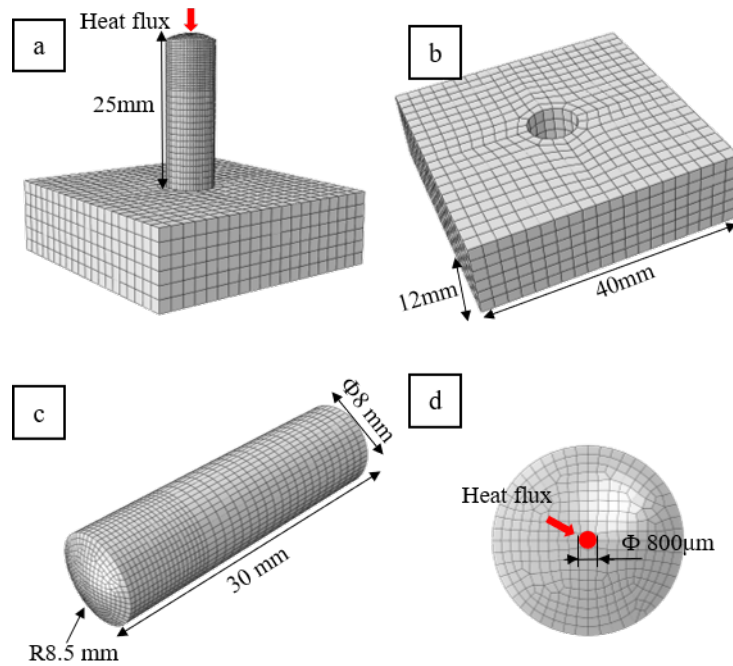 a
Heat flux
25mm
b
12mm
40mm
c
Φ8 mm
30 mm
R8.5 mm
d
Heat flux
Φ 800μm